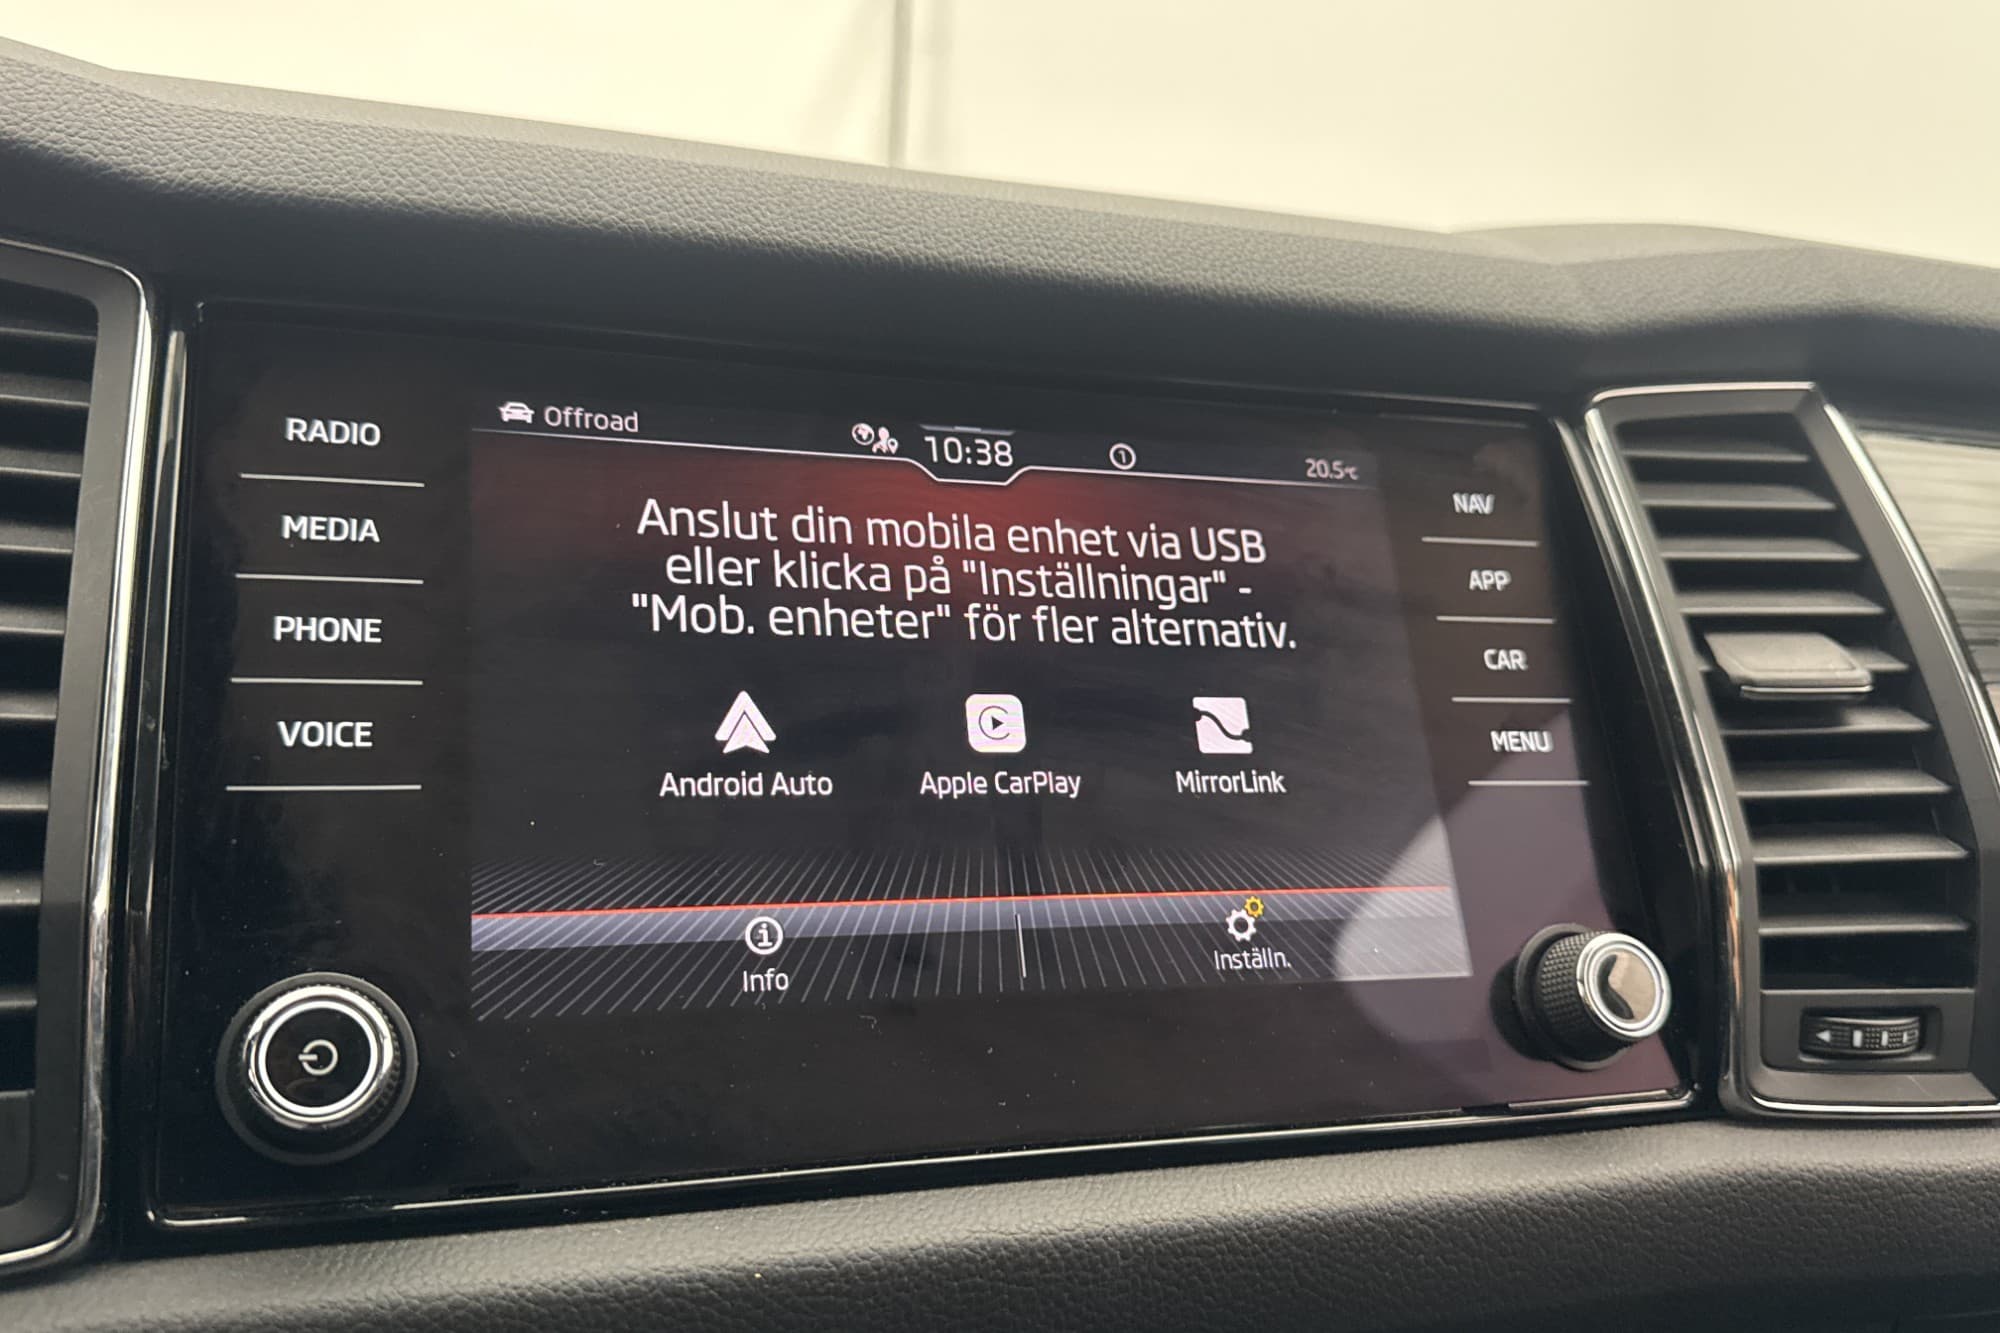 RADIO
MEDIA
PHONE
VOICE
Offroad
10:38
1
20.5°C
Anslut din mobila enhet via USB
eller klicka på "Inställningar" -
"Mob. enheter" för fler alternativ.
Android Auto
Apple CarPlay
MirrorLink
Info
Inställn.
NAV
APP
CAR
MENU